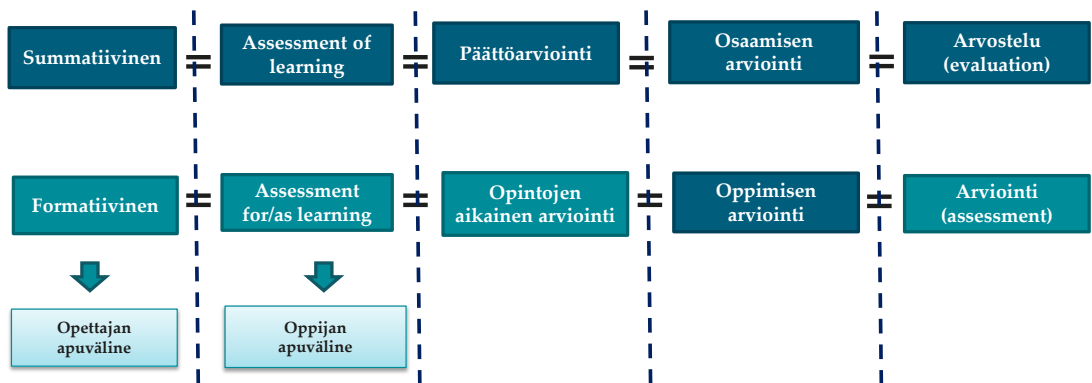 Summatiivinen
=
Assessment of
learning
=
Päättöarviointi
=
Osaamisen
arviointi
=
Arvostelu
(evaluation)
Formatiivinen
=
Assessment
for/as learning
=
Opintojen
aikainen arviointi
=
Oppimisen
arviointi
=
Arviointi
(assessment)
Opettajan
apuväline
Oppijan
apuväline